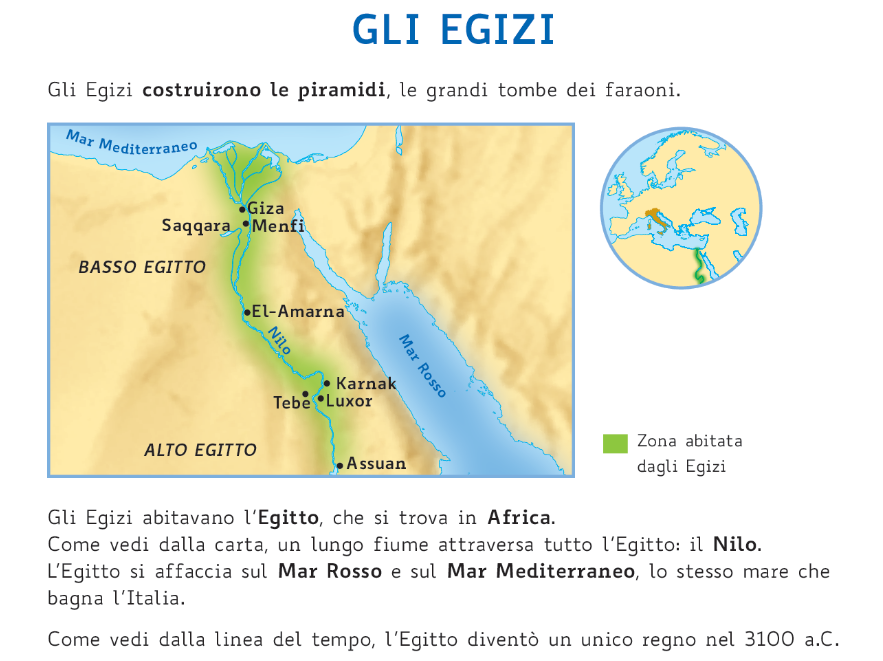 GLI EGIZI
Gli Egizi costruirono le piramidi, le grandi tombe dei faraoni.
Mar Mediterraneo
Giza
Saqqara
Menfi
BASSO EGITTO
El-Amarna
Nilo
Mar Rosso
Karnak
Tebe
Luxor
ALTO EGITTO
Assuan
Zona abitata
dagli Egizi
Gli Egizi abitavano l'Egitto, che si trova in Africa.
Come vedi dalla carta, un lungo fiume attraversa tutto l'Egitto: il Nilo.
L'Egitto si affaccia sul Mar Rosso e sul Mar Mediterraneo, lo stesso mare che
bagna l'Italia.
Come vedi dalla linea del tempo, l'Egitto diventò un unico regno nel 3100 a.C.